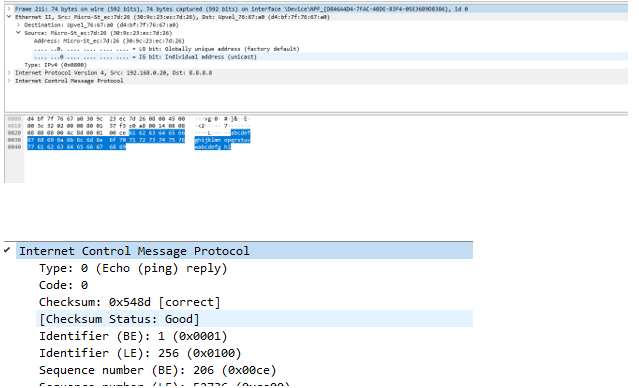 Frame 211: 74 bytes on wire (592 bits), 74 bytes captured (592 bits) on interface \Device\NPF_ id 0
Ethernet II, Src: Micro-St_ec:7d:26 (30:9c:23:ec:7d:26), Dst: Upvel_76:67:a0 (d4:bf:7f:76:67:a0)
Destination: Upvel_76:67:a0 (d4:bf:7f:76:67:a0)
Source: Micro-St_ec:7d:26 (30:9c:23:ec:7d:26)
Address: Micro-St_ec:7d:26 (30:9c:23:ec:7d:26)
.... ..0. .... .... .... .... = LG bit: Globally unique address (factory default)
.... ...0 .... .... .... .... = IG bit: Individual address (unicast)
Type: IPv4 (0x0800)
Internet Protocol Version 4, Src: 192.168.0.20, Dst: 8.8.8.8
Internet Control Message Protocol
0000 d4 bf 7f 76 67 a0 30 9c 23 ec 7d 26 08 00 45 00 ···vg·0· #·}&··E·
0010 00 3c 32 02 00 00 80 01 37 f3 c0 a8 00 14 08 08 ·<2····· 7·······
0020 08 08 08 00 4c 8d 00 01 00 ce 61 62 63 64 65 66 ····L··· ··abcdef
0030 67 68 69 6a 6b 6c 6d 6e 6f 70 71 72 73 74 75 76 ghijklmn opqrstuv
0040 77 61 62 63 64 65 66 67 68 69 wabcdefg hi
Internet Control Message Protocol
Type: 0 (Echo (ping) reply)
Code: 0
Checksum: 0x548d [correct]
[Checksum Status: Good]
Identifier (BE): 1 (0x0001)
Identifier (LE): 256 (0x0100)
Sequence number (BE): 206 (0x00ce)
Sequence number (LE): 52736 (0xce00)